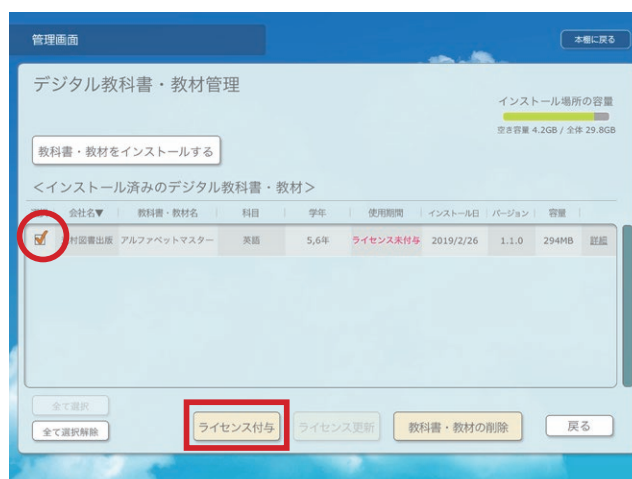 管理画面
本棚に戻る
デジタル教科書・教材管理
インストール場所の容量
空き容量 4.2GB / 全体 29.8GB
教科書・教材をインストールする
<インストール済みのデジタル教科書・教材>
会社名▼ 教科書・教材名 科目 学年 使用期間 インストール日 バージョン 容量
村図書出版 アルファベットマスター 英語 5,6年 ライセンス未付与 2019/2/26 1.1.0 294MB 詳細
全て選択
全て選択解除 ライセンス付与 ライセンス更新 教科書・教材の削除 戻る